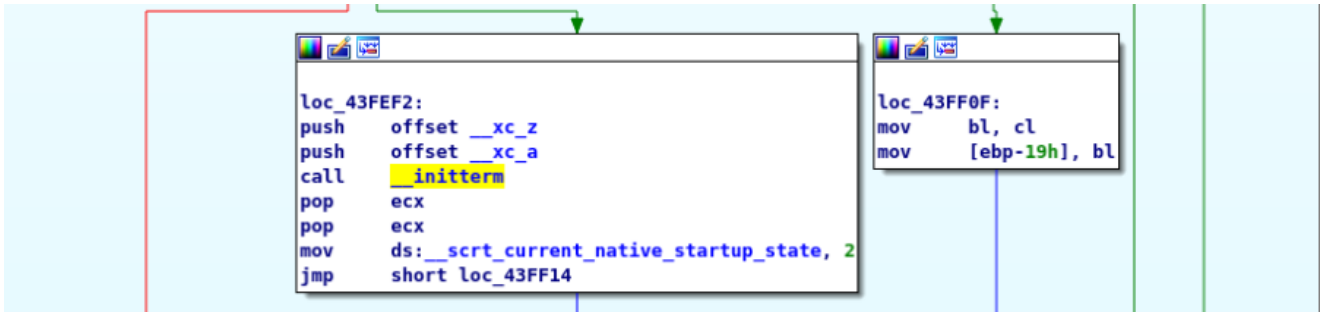 loc_43FEF2:
push offset __xc_z
push offset __xc_a
call __initterm
pop ecx
pop ecx
mov ds:__scrt_current_native_startup_state, 2
jmp short loc_43FF14
loc_43FF0F:
mov bl, cl
mov [ebp-19h], bl